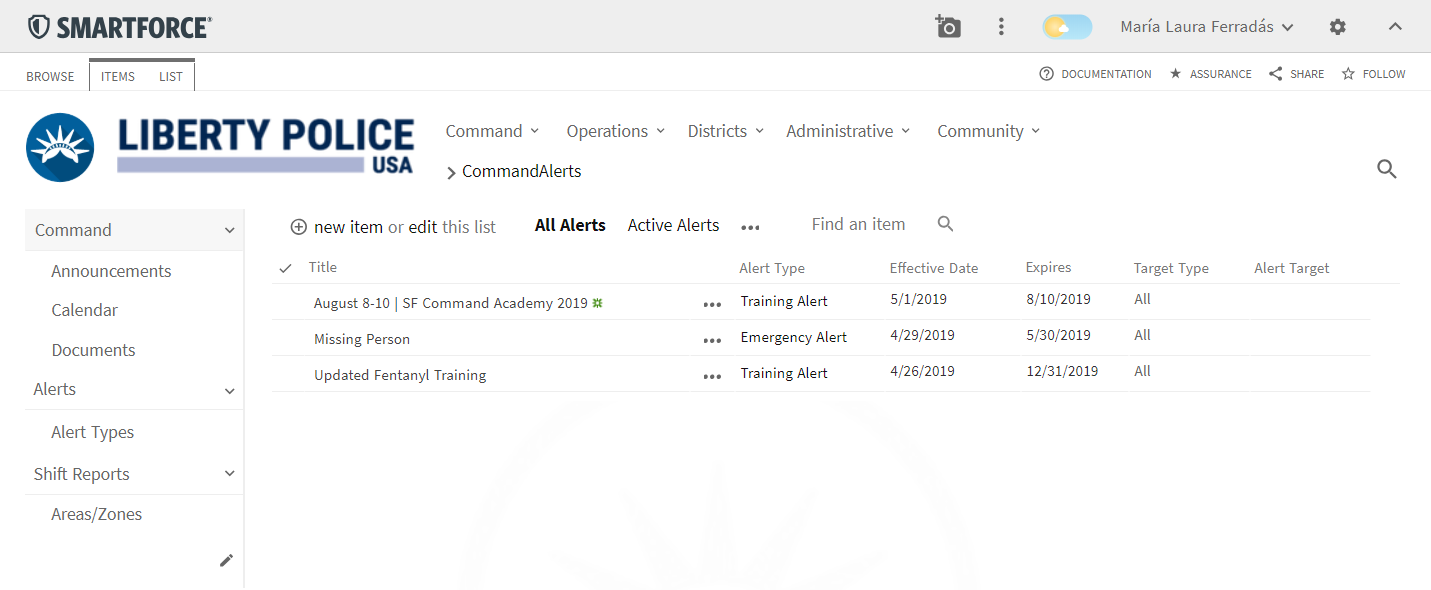 SMARTFORCE®
María Laura Ferradás
BROWSE ITEMS LIST
DOCUMENTATION ASSURANCE SHARE FOLLOW
LIBERTY POLICE
USA
Command Operations Districts Administrative Community
CommandAlerts
Command
Announcements
Calendar
Documents
Alerts
Alert Types
Shift Reports
Areas/Zones
new item or edit this list All Alerts Active Alerts ... Find an item
Title Alert Type Effective Date Expires Target Type Alert Target
August 8-10 | SF Command Academy 2019 ... Training Alert 5/1/2019 8/10/2019 All
Missing Person ... Emergency Alert 4/29/2019 5/30/2019 All
Updated Fentanyl Training ... Training Alert 4/26/2019 12/31/2019 All